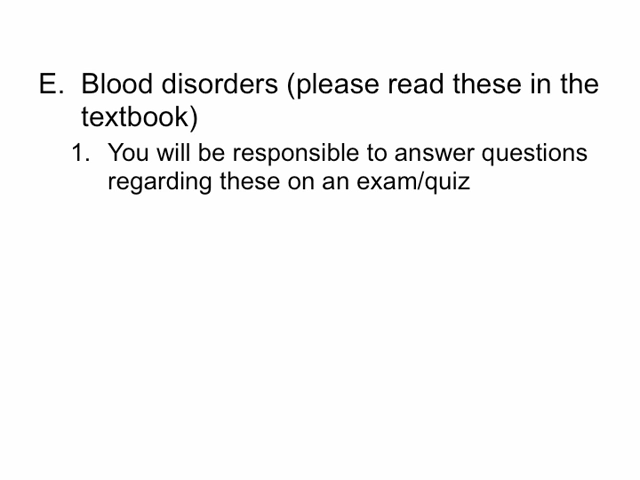 E. Blood disorders (please read these in the
textbook)
1. You will be responsible to answer questions
regarding these on an exam/quiz